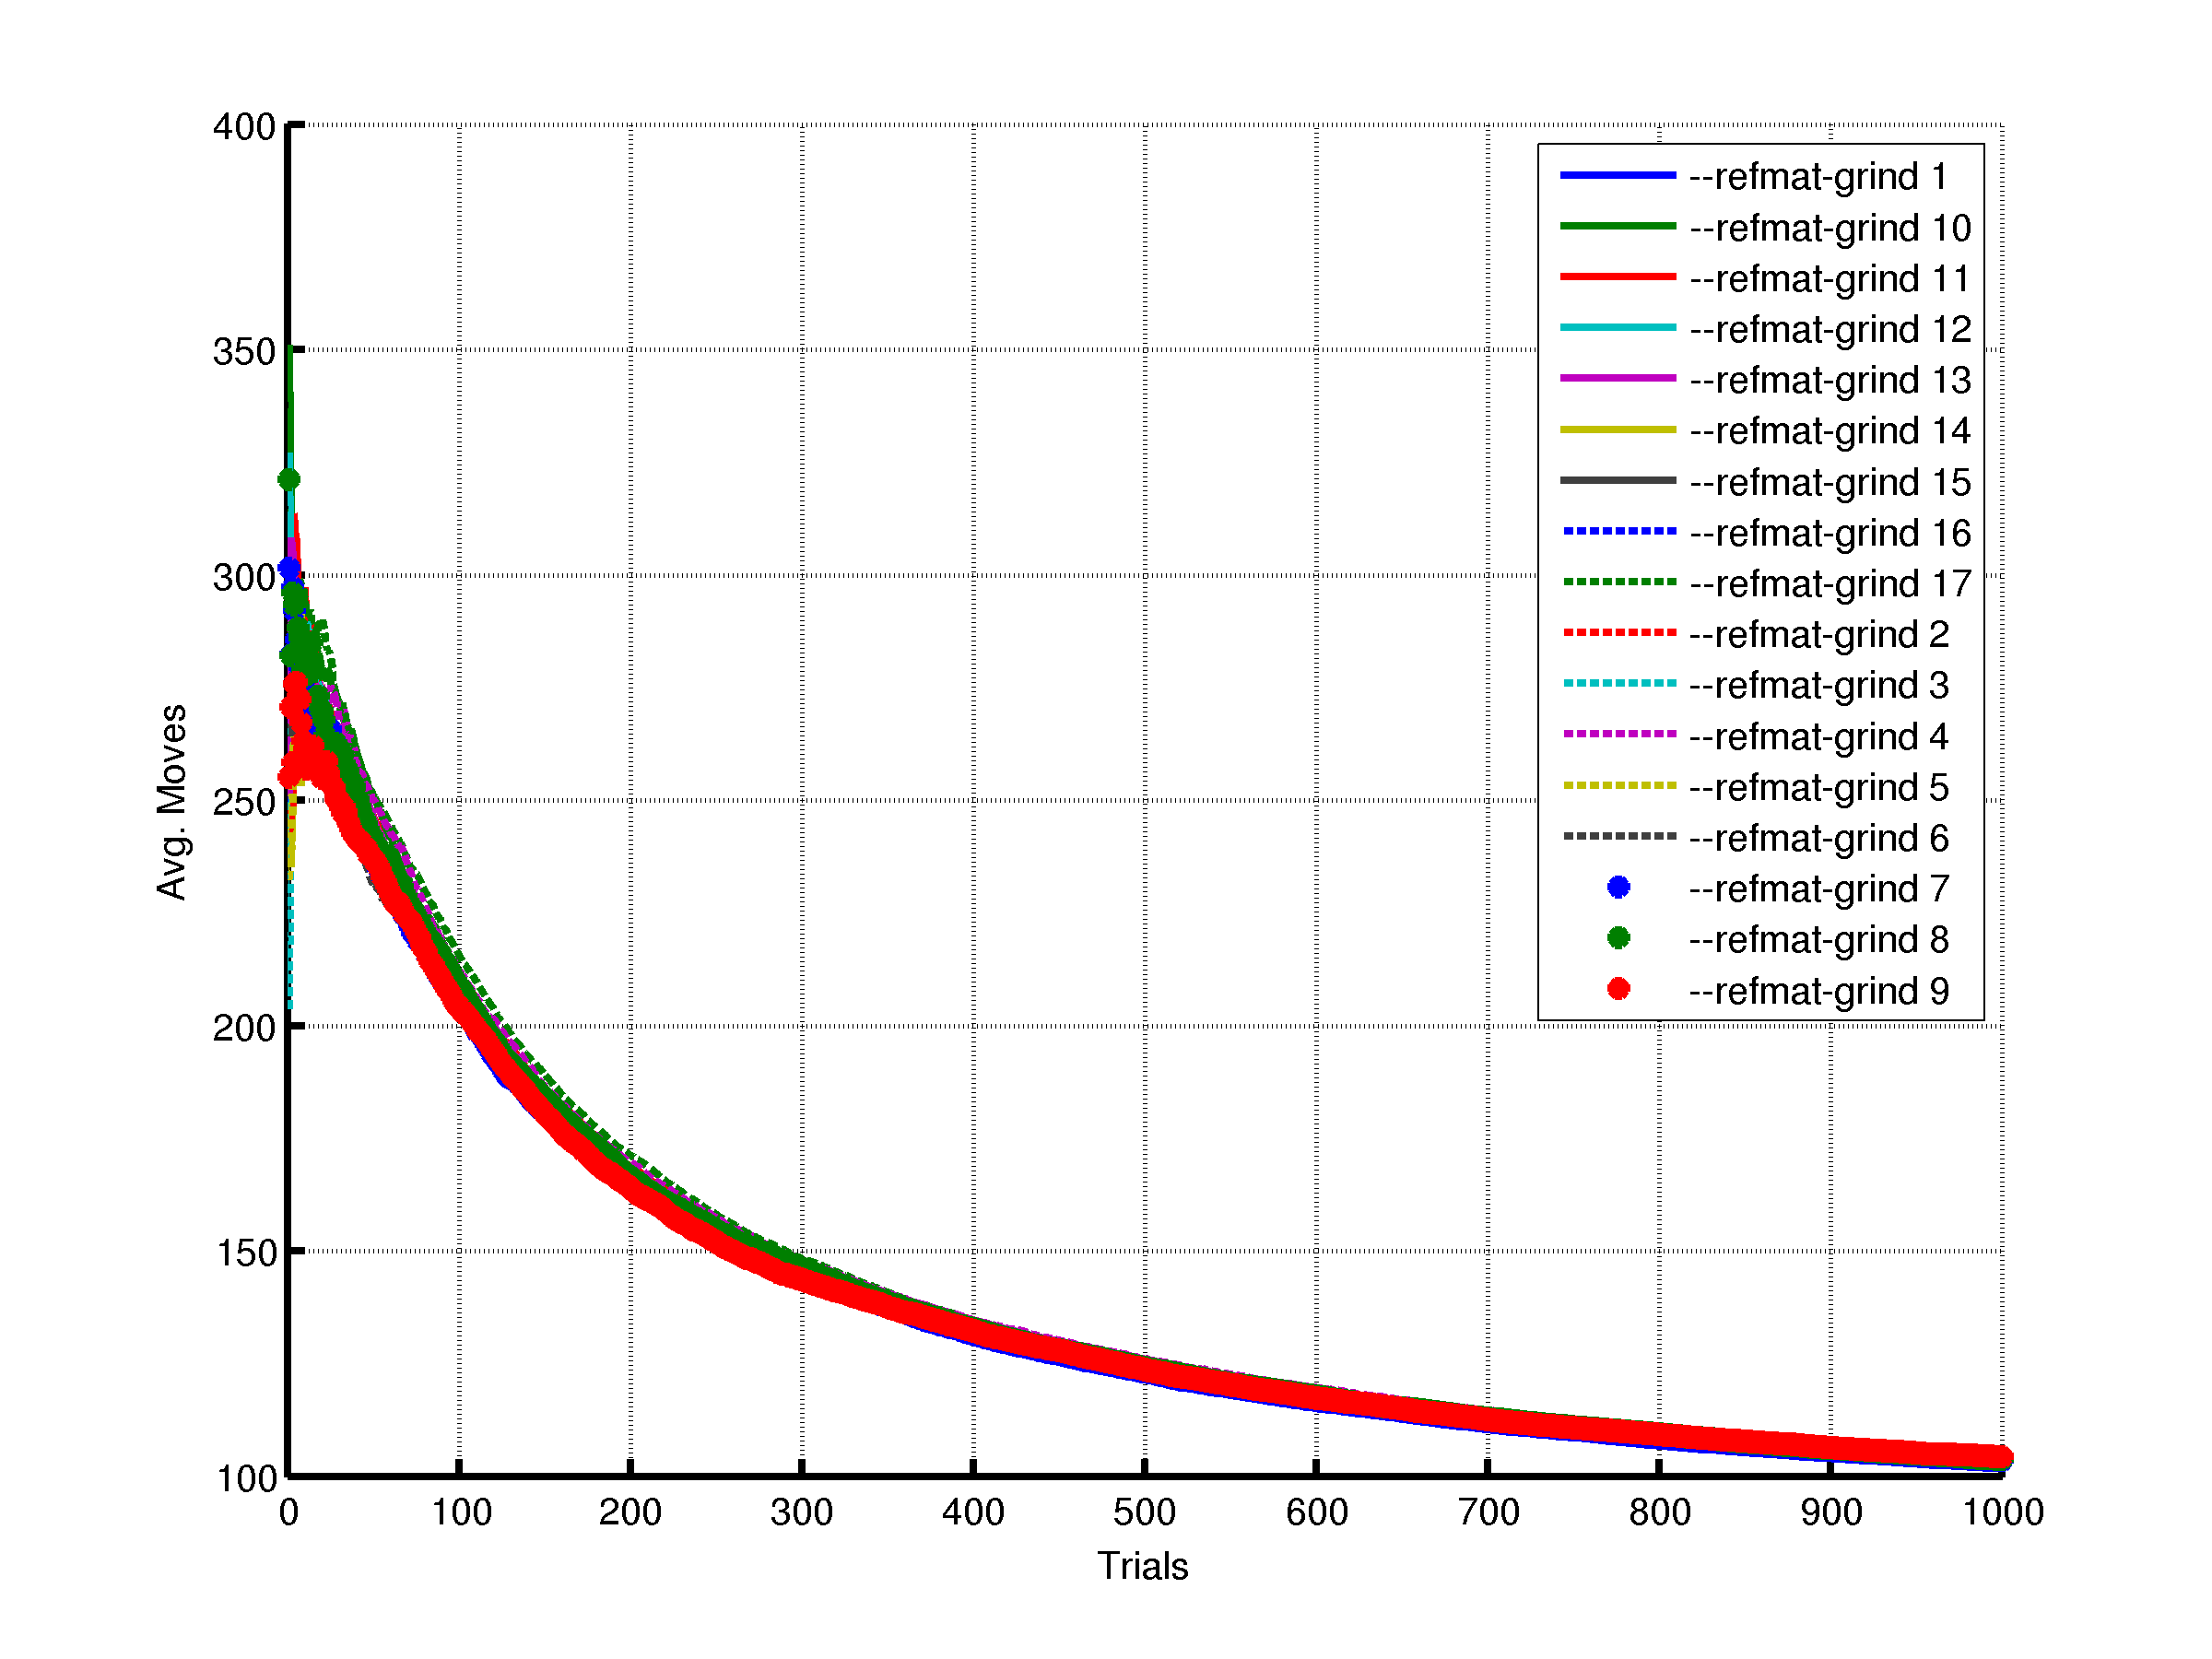 400
350
300
250
200
150
100
0 100 200 300 400 500 600 700 800 900 1000
Avg. Moves
Trials
--refmat-grind 1
--refmat-grind 10
--refmat-grind 11
--refmat-grind 12
--refmat-grind 13
--refmat-grind 14
--refmat-grind 15
--refmat-grind 16
--refmat-grind 17
--refmat-grind 2
--refmat-grind 3
--refmat-grind 4
--refmat-grind 5
--refmat-grind 6
--refmat-grind 7
--refmat-grind 8
--refmat-grind 9